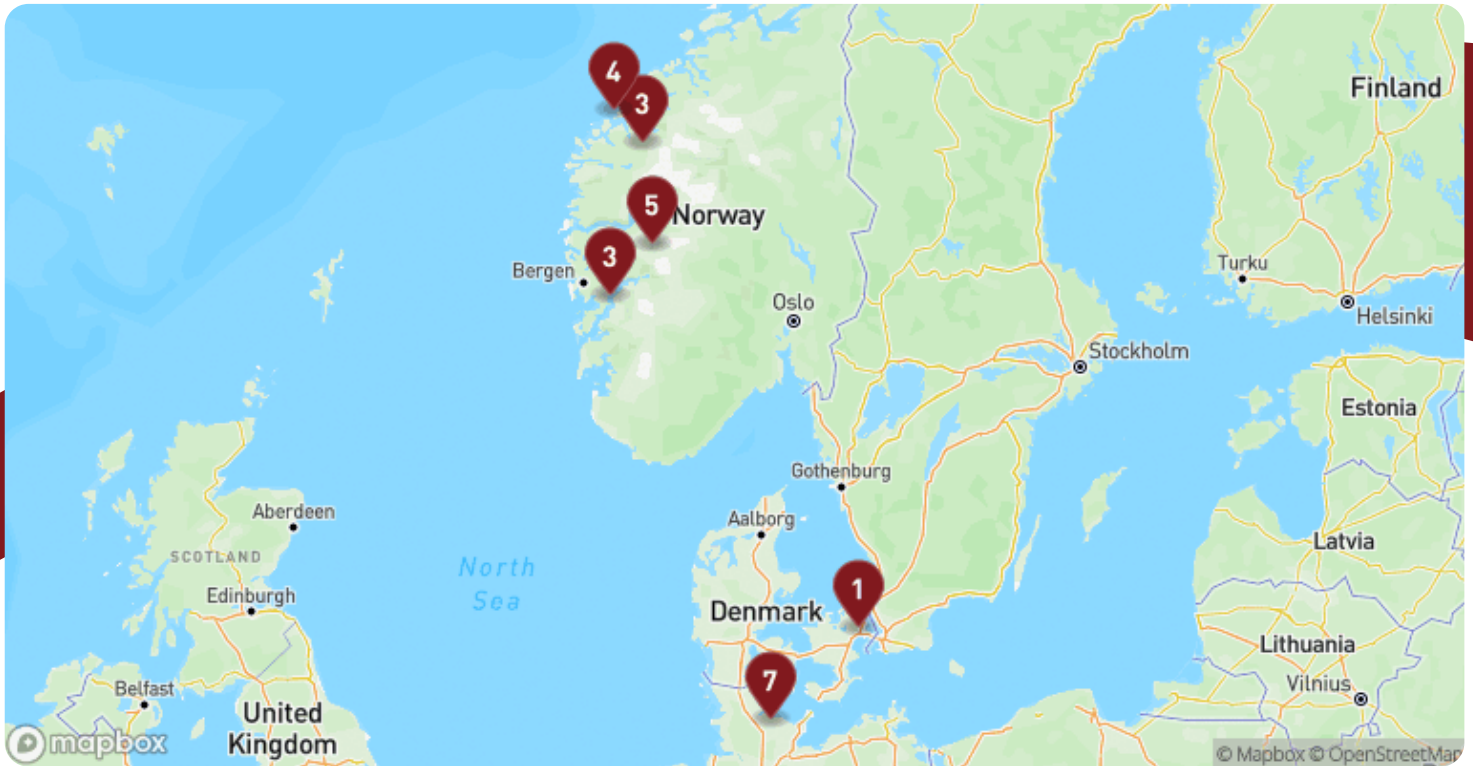 4
Finland
3
5
Norway
3
Bergen
Turku
Oslo
Helsinki
Stockholm
Estonia
Gothenburg
Aberdeen
Aalborg
Latvia
SCOTLAND
North
Sea
1
Edinburgh
Denmark
Lithuania
7
Vilnius
Belfast
United
Kingdom
mapbox
© Mapbox © OpenStreetMap